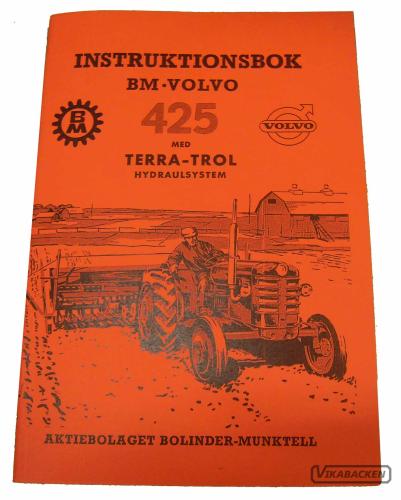 INSTRUKTIONSBOK
BM-VOLVO
425
BM
VOLVO
MED
TERRA-TROL
HYDRAULSYSTEM
AKTIEBOLAGET BOLINDER-MUNKTELL
VIKABACKEN